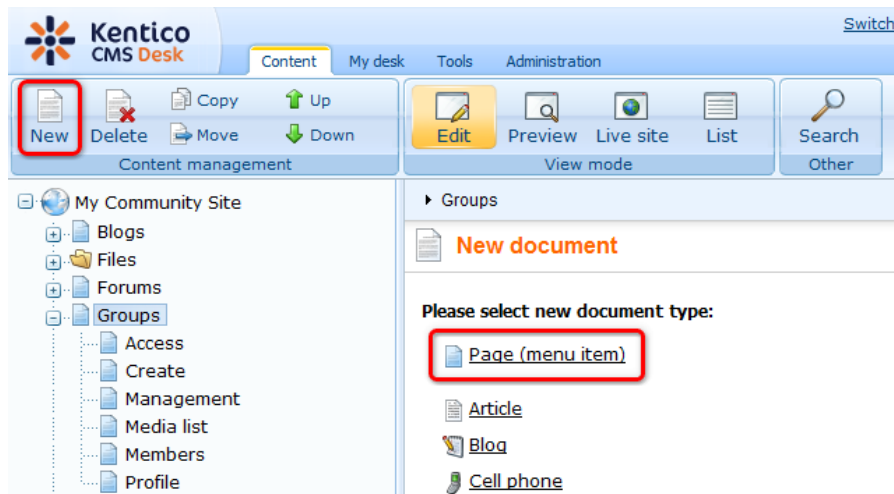 Kentico
CMS Desk
Switch
Content My desk Tools Administration
New Delete Copy Move Up Down
Content management
Edit Preview Live site List
View mode
Search
Other
My Community Site
Blogs
Files
Forums
Groups
Access
Create
Management
Media list
Members
Profile
Groups
New document
Please select new document type:
Page (menu item)
Article
Blog
Cell phone